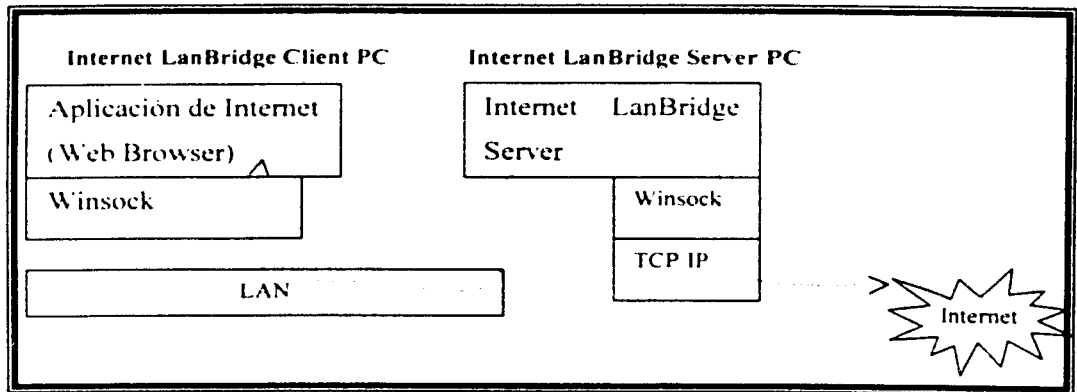 Internet LanBridge Client PC
Internet LanBridge Server PC
Aplicación de Internet
(Web Browser)
Winsock
LAN
Internet LanBridge
Server
Winsock
TCP IP
Internet